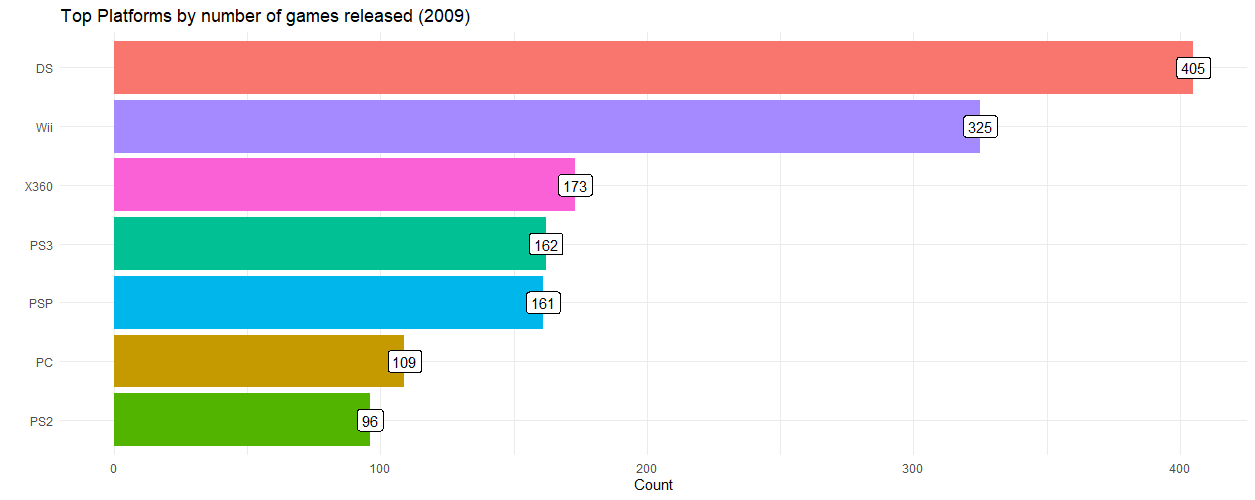 Top Platforms by number of games released (2009)
DS 405
Wii 325
X360 173
PS3 162
PSP 161
PC 109
PS2 96
0 100 200 300 400
Count